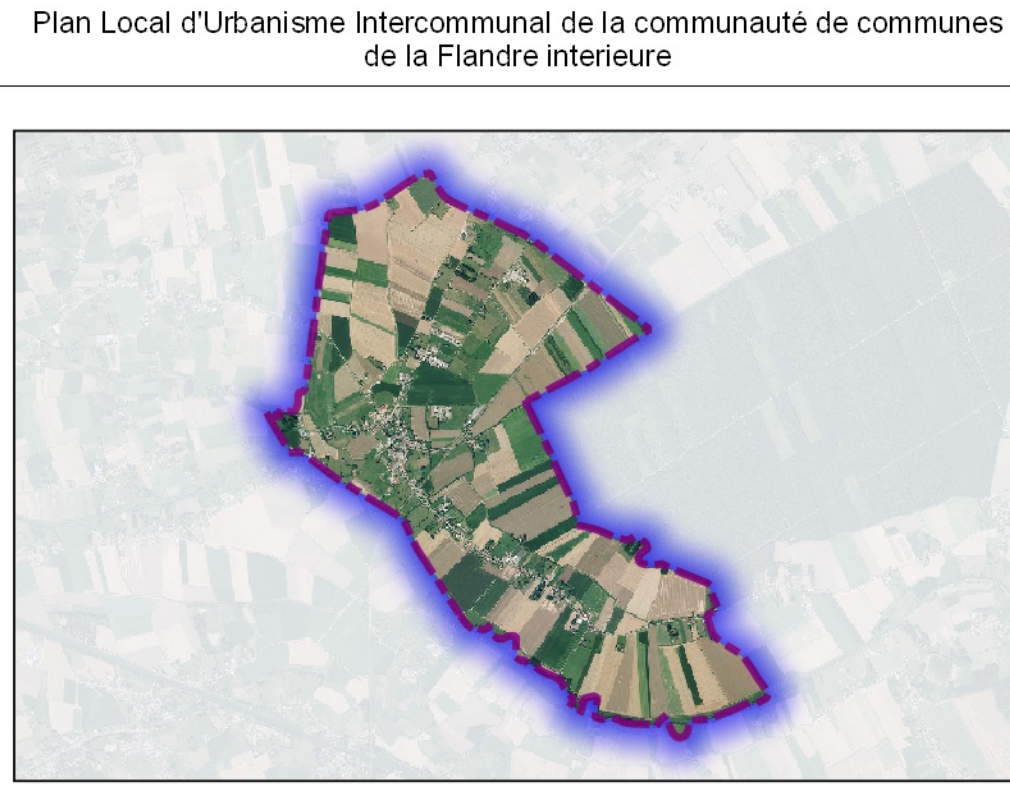 Plan Local d'Urbanisme Intercommunal de la communauté de communes
de la Flandre interieure